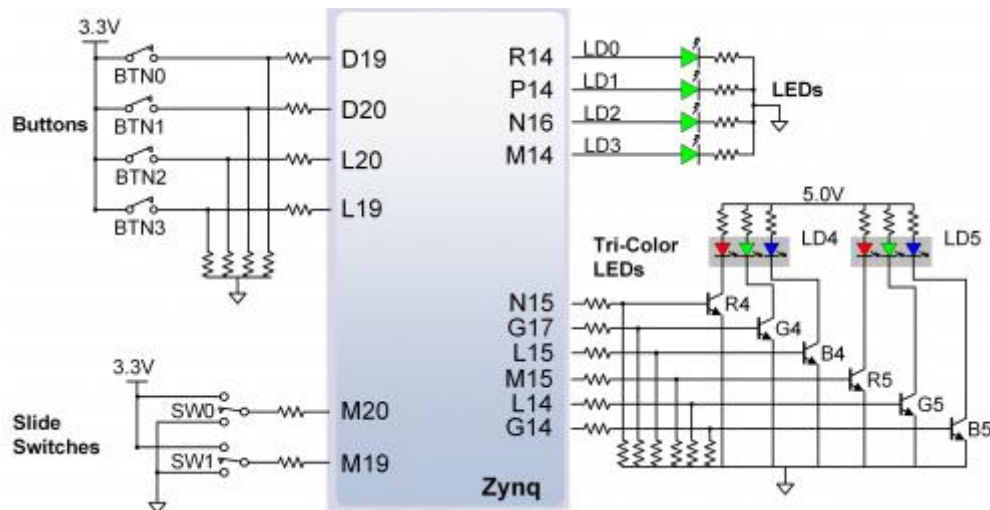 3.3V
BTN0
D19
BTN1
D20
Buttons
BTN2
L20
BTN3
L19
R14
LD0
P14
LD1
LEDs
N16
LD2
M14
LD3
5.0V
LD4
LD5
Tri-Color
LEDs
N15
R4
G17
G4
L15
B4
M15
R5
L14
G5
G14
B5
3.3V
Slide
Switches
SW0
M20
SW1
M19
Zynq